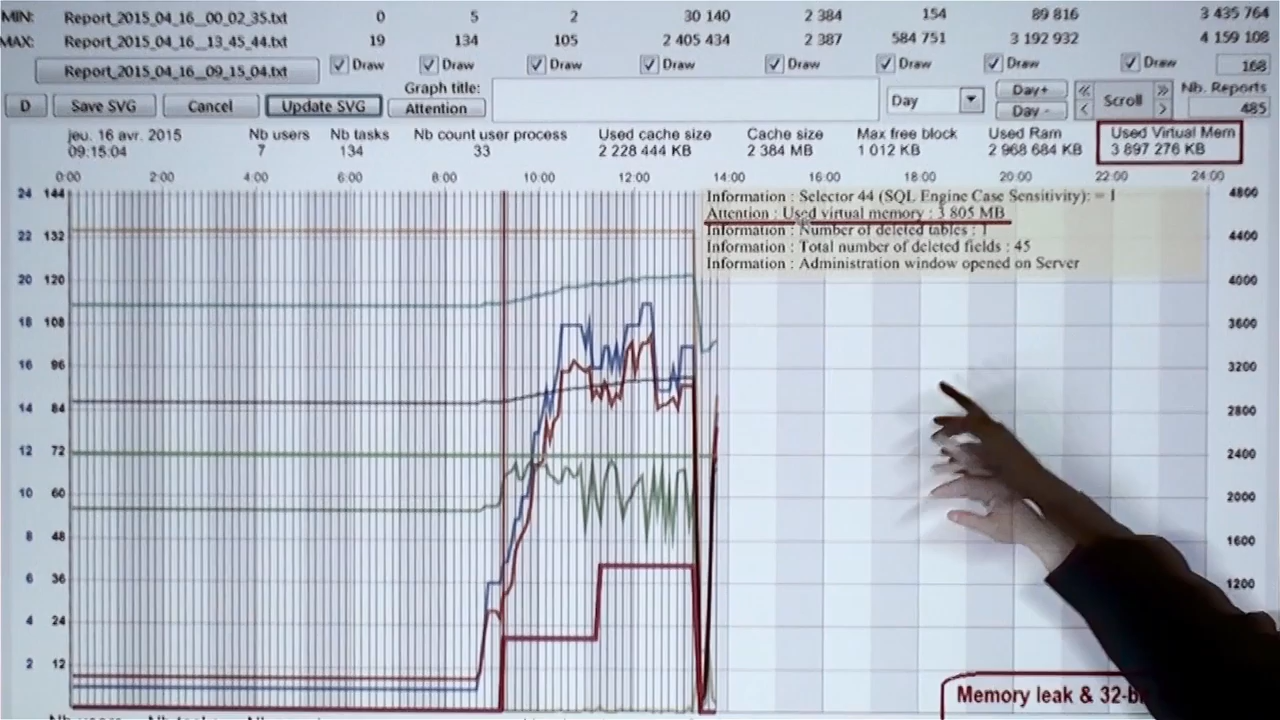 MIN: Report_2015_04_16__00_02_35.txt 0 5 2 30 140 2 384 154 89 816 3 435 764
MAX: Report_2015_04_16__13_45_44.txt 19 134 105 2 405 434 2 387 584 751 3 192 932 4 159 108
Report_2015_04_16__09_15_04.txt Draw Draw Draw Draw Draw Draw Draw Draw 168
Graph title:
D Save SVG Cancel Update SVG Attention Day Day+ Day - << < Scroll >> > Nb. Reports 485
jeu. 16 avr. 2015 Nb users Nb tasks Nb count user process Used cache size Cache size Max free block Used Ram Used Virtual Mem
09:15:04 7 134 33 2 228 444 KB 2 384 MB 1 012 KB 2 968 684 KB 3 897 276 KB
0:00 2:00 4:00 6:00 8:00 10:00 12:00 14:00 16:00 18:00 20:00 22:00 24:00
24 144 4800
Information : Selector 44 (SQL Engine Case Sensitivity): = 1
Attention : Used virtual memory : 3 805 MB
Information : Number of deleted tables : 1
22 132 4400
Information : Total number of deleted fields : 45
Information : Administration window opened on Server
20 120 4000
18 108 3600
16 96 3200
14 84 2800
12 72 2400
10 60 2000
8 48 1600
6 36 1200
4 24
2 12
Memory leak & 32-b